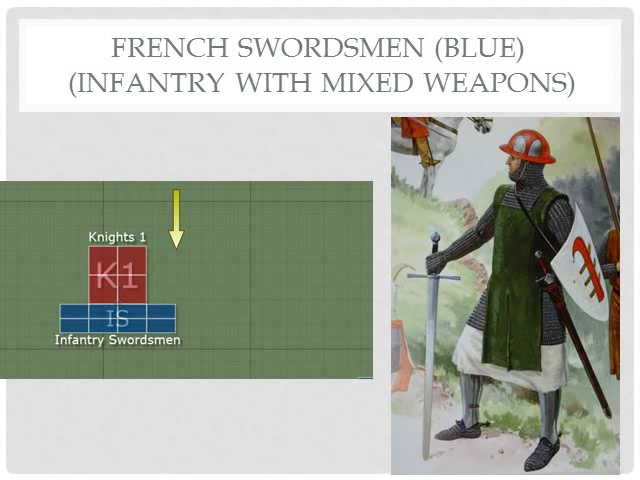 FRENCH SWORDSMEN (BLUE)
(INFANTRY WITH MIXED WEAPONS)
Knights 1
K1
IS
Infantry Swordsmen